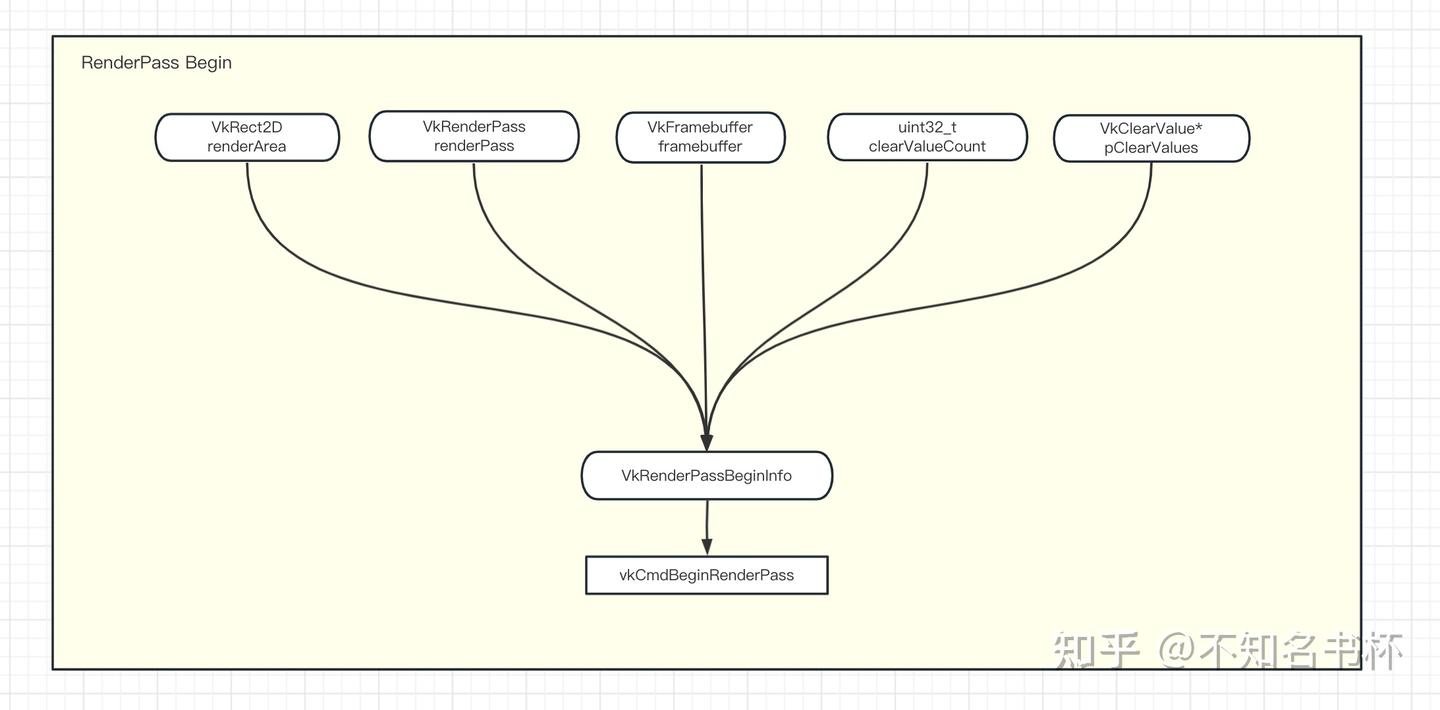 RenderPass Begin
VkRect2D
renderArea
VkRenderPass
renderPass
VkFramebuffer
framebuffer
uint32_t
clearValueCount
VkClearValue*
pClearValues
VkRenderPassBeginInfo
vkCmdBeginRenderPass
知乎 @不知名书杯